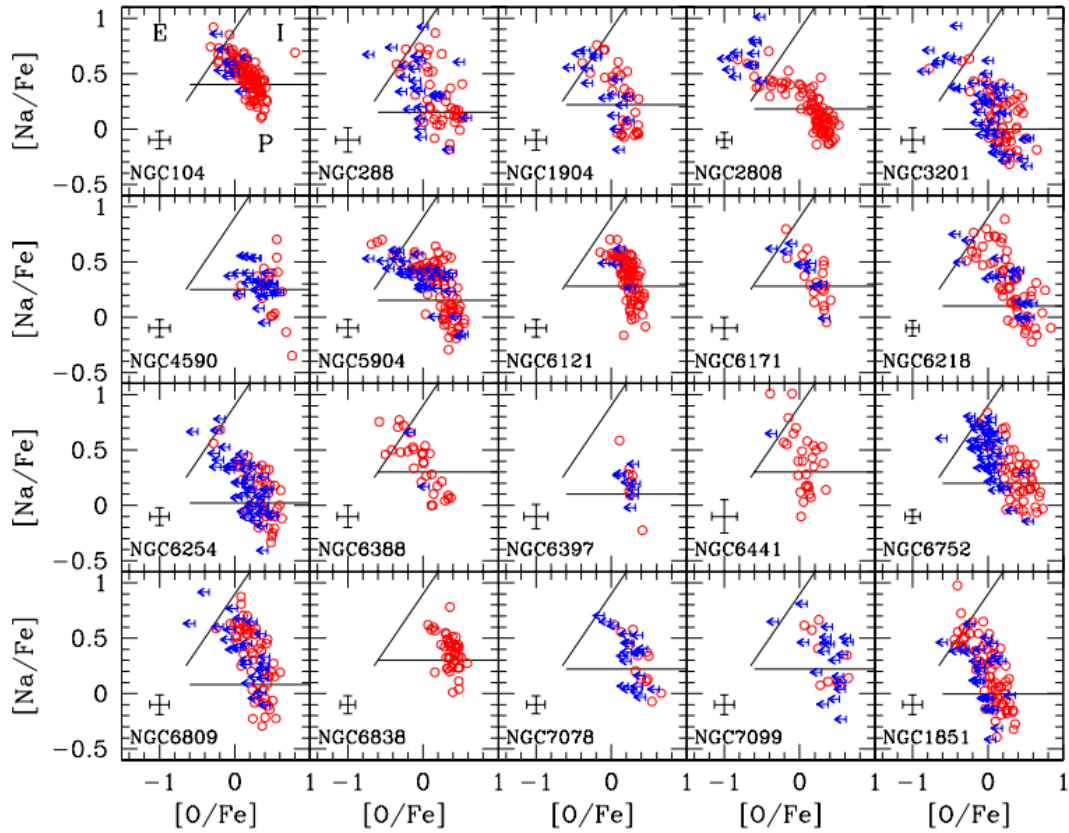 [Na/Fe] 1 0.5 0 −0.5
E I P
NGC104 NGC288 NGC1904 NGC2808 NGC3201
[Na/Fe] 1 0.5 0 −0.5
NGC4590 NGC5904 NGC6121 NGC6171 NGC6218
[Na/Fe] 1 0.5 0 −0.5
NGC6254 NGC6388 NGC6397 NGC6441 NGC6752
[Na/Fe] 1 0.5 0 −0.5
NGC6809 NGC6838 NGC7078 NGC7099 NGC1851
−1 0 1 −1 0 1 −1 0 1 −1 0 1 −1 0 1
[O/Fe] [O/Fe] [O/Fe] [O/Fe] [O/Fe]